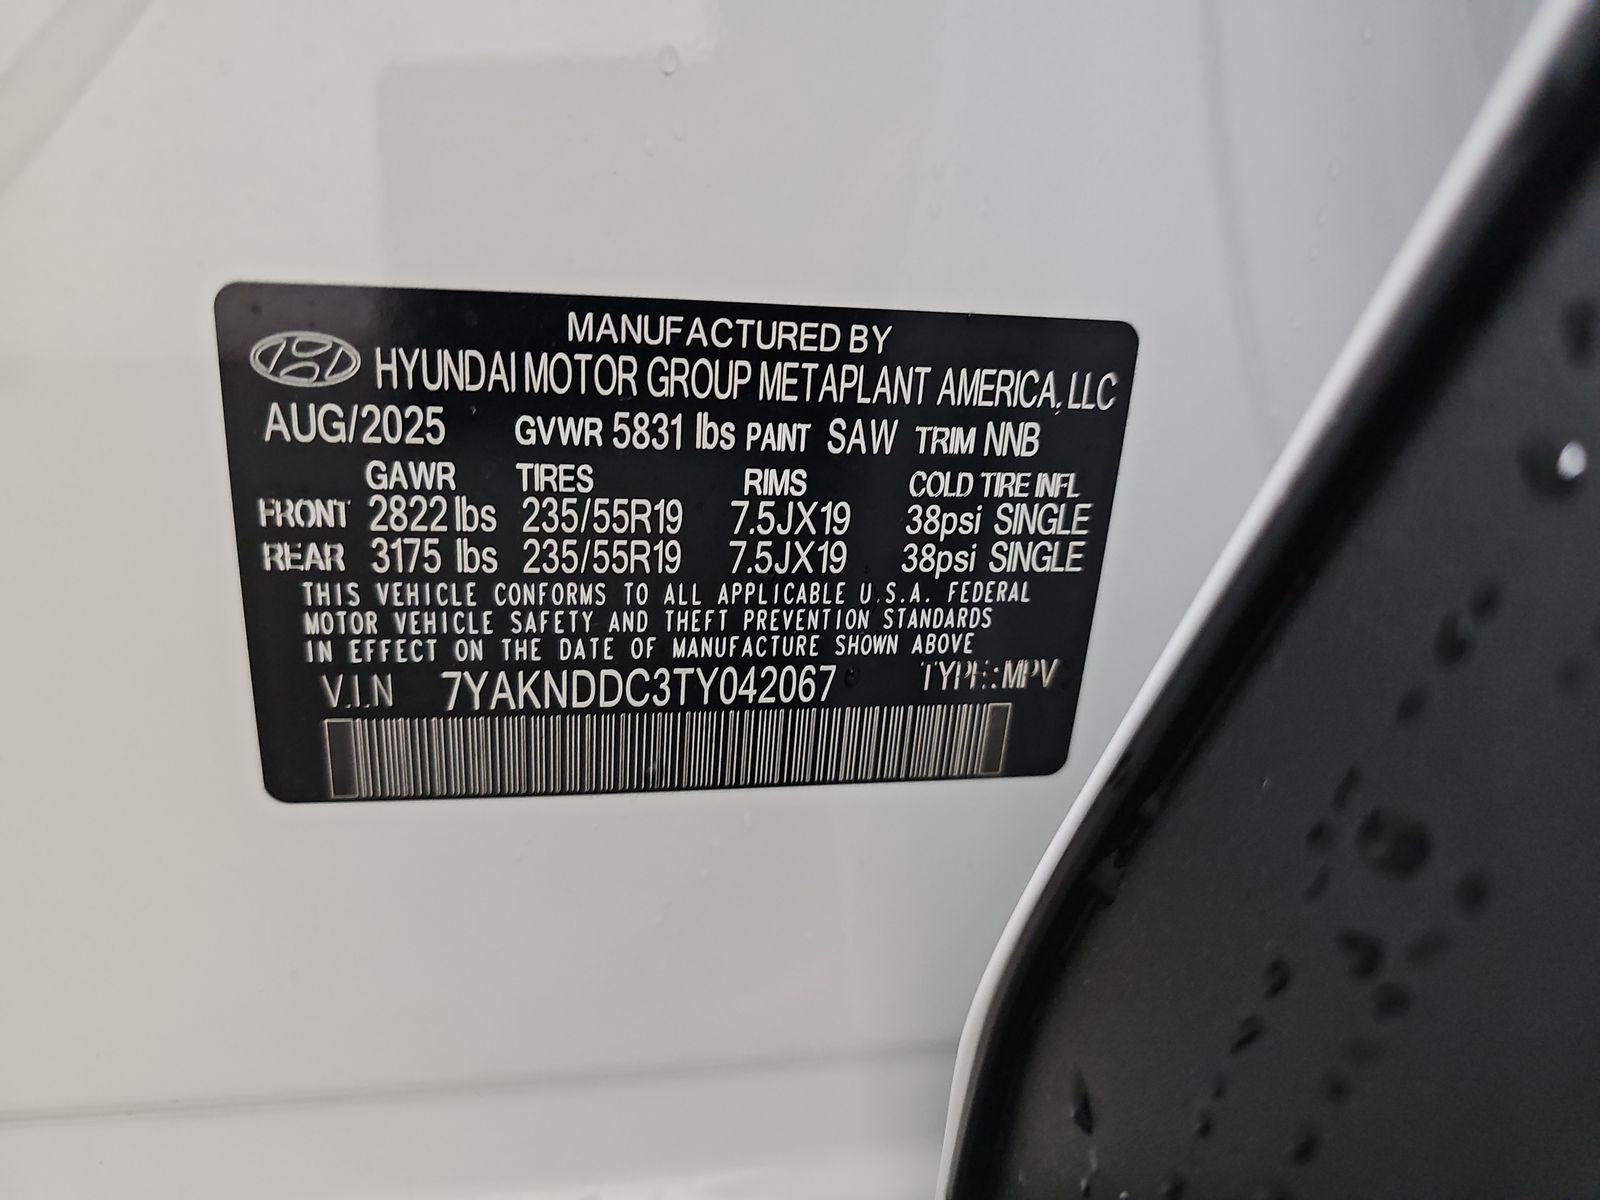 MANUFACTURED BY
HYUNDAI MOTOR GROUP METAPLANT AMERICA, LLC
AUG/2025 GVWR 5831 lbs PAINT SAW TRIM NNB
GAWR TIRES RIMS COLD TIRE INFL
FRONT 2822 lbs 235/55R19 7.5JX19 38psi SINGLE
REAR 3175 lbs 235/55R19 7.5JX19 38psi SINGLE
THIS VEHICLE CONFORMS TO ALL APPLICABLE U.S.A. FEDERAL
MOTOR VEHICLE SAFETY AND THEFT PREVENTION STANDARDS
IN EFFECT ON THE DATE OF MANUFACTURE SHOWN ABOVE
V.I.N 7YAKNDDC3TY042067 TYPE:MPV